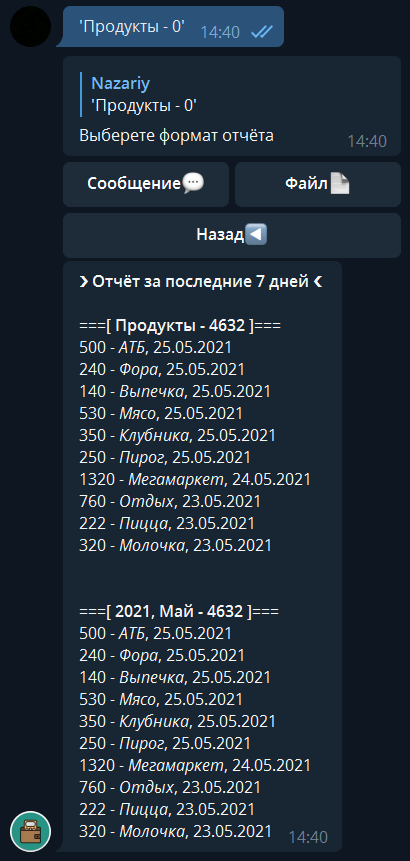 'Продукты - 0'
14:40
Nazariy
'Продукты - 0'
Выберете формат отчёта
14:40
Сообщение💬 Файл📄
Назад◀️
❯ Отчёт за последние 7 дней ❮
===[ Продукты - 4632 ]===
500 - АТБ, 25.05.2021
240 - Фора, 25.05.2021
140 - Выпечка, 25.05.2021
530 - Мясо, 25.05.2021
350 - Клубника, 25.05.2021
250 - Пирог, 25.05.2021
1320 - Мегамаркет, 24.05.2021
760 - Отдых, 23.05.2021
222 - Пицца, 23.05.2021
320 - Молочка, 23.05.2021
===[ 2021, Май - 4632 ]===
500 - АТБ, 25.05.2021
240 - Фора, 25.05.2021
140 - Выпечка, 25.05.2021
530 - Мясо, 25.05.2021
350 - Клубника, 25.05.2021
250 - Пирог, 25.05.2021
1320 - Мегамаркет, 24.05.2021
760 - Отдых, 23.05.2021
222 - Пицца, 23.05.2021
320 - Молочка, 23.05.2021
14:40